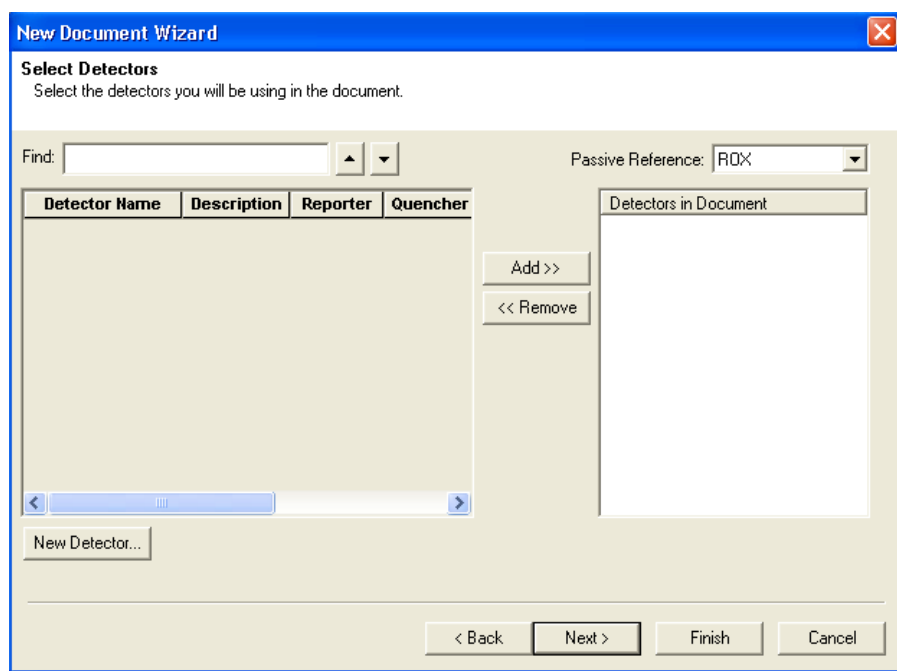 New Document Wizard
Select Detectors
Select the detectors you will be using in the document.
Find:
Passive Reference: ROX
Detector Name Description Reporter Quencher
Detectors in Document
Add >>
<< Remove
New Detector...
< Back Next > Finish Cancel